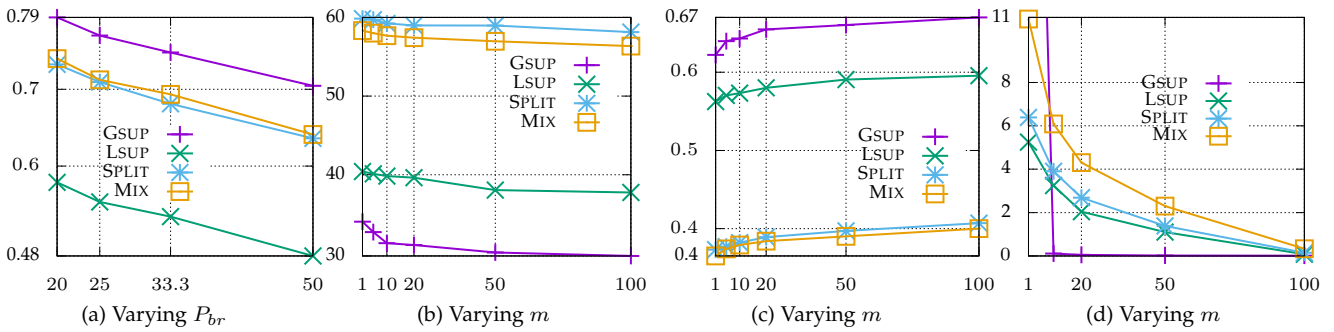 0.79
0.7
0.6
0.48
20
25
33.3
50
GSUP
LSUP
SPLIT
MIX
(a) Varying P_br
60
50
40
30
1
10
20
50
100
GSUP
LSUP
SPLIT
MIX
(b) Varying m
0.67
0.6
0.5
0.4
0.4
1
10
20
50
100
GSUP
LSUP
SPLIT
MIX
(c) Varying m
11
8
6
4
2
0
1
20
50
100
GSUP
LSUP
SPLIT
MIX
(d) Varying m